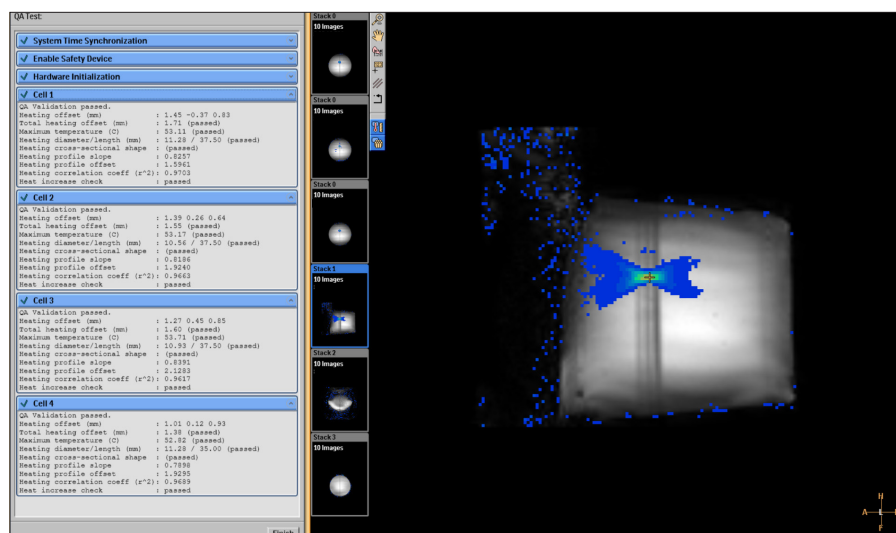 QA Test:
System Time Synchronization
Enable Safety Device
Hardware Initialization
Cell 1
QA Validation passed.
Heating offset (mm) : 1.45 -0.37 0.83
Total heating offset (mm) : 1.71 (passed)
Maximum temperature (C) : 53.11 (passed)
Heating diameter/length (mm) : 11.28 / 37.50 (passed)
Heating cross-sectional shape : (passed)
Heating profile slope : 0.8257
Heating profile offset : 1.5961
Heating correlation coeff (r^2): 0.9703
Heat increase check : passed
Cell 2
QA Validation passed.
Heating offset (mm) : 1.39 0.26 0.64
Total heating offset (mm) : 1.55 (passed)
Maximum temperature (C) : 53.17 (passed)
Heating diameter/length (mm) : 10.56 / 37.50 (passed)
Heating cross-sectional shape : (passed)
Heating profile slope : 0.8186
Heating profile offset : 1.9240
Heating correlation coeff (r^2): 0.9663
Heat increase check : passed
Cell 3
QA Validation passed.
Heating offset (mm) : 1.27 0.45 0.85
Total heating offset (mm) : 1.60 (passed)
Maximum temperature (C) : 53.71 (passed)
Heating diameter/length (mm) : 10.93 / 37.50 (passed)
Heating cross-sectional shape : (passed)
Heating profile slope : 0.8391
Heating profile offset : 2.1283
Heating correlation coeff (r^2): 0.9617
Heat increase check : passed
Cell 4
QA Validation passed.
Heating offset (mm) : 1.01 0.12 0.93
Total heating offset (mm) : 1.38 (passed)
Maximum temperature (C) : 52.82 (passed)
Heating diameter/length (mm) : 11.28 / 35.00 (passed)
Heating cross-sectional shape : (passed)
Heating profile slope : 0.7898
Heating profile offset : 1.9295
Heating correlation coeff (r^2): 0.9689
Heat increase check : passed
Finish
Stack 0
10 Images
Stack 0
10 Images
Stack 0
10 Images
Stack 1
10 Images
Stack 2
10 Images
Stack 3
10 Images
H
A L
F